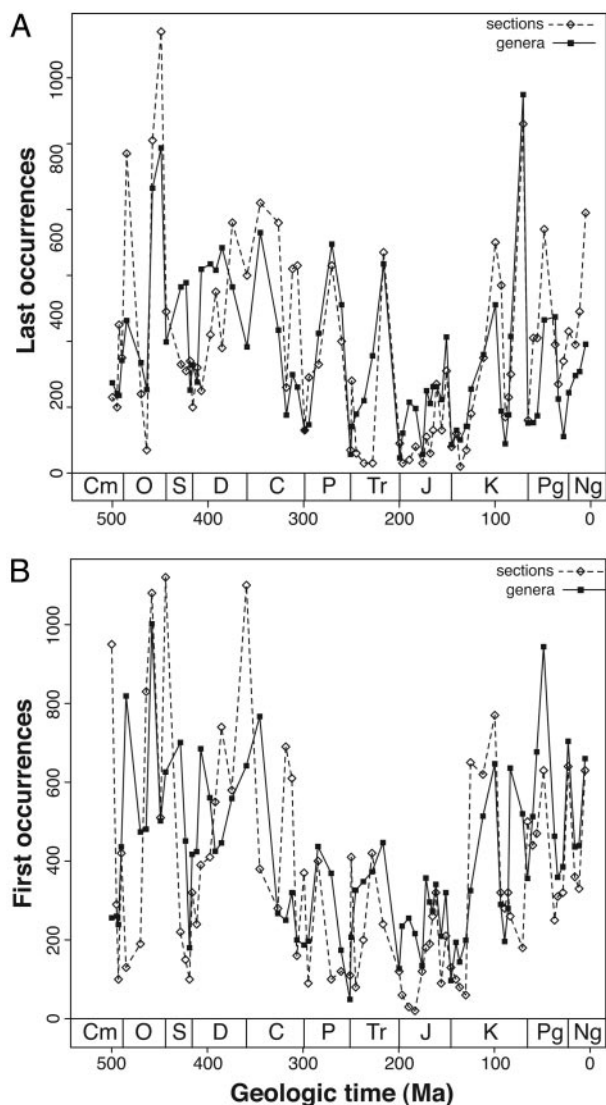 A
sections
genera
Last occurrences
0 200 400 600 800 1000
Cm O S D C P Tr J K Pg Ng
500 400 300 200 100 0
B
sections
genera
First occurrences
0 200 400 600 800 1000
Cm O S D C P Tr J K Pg Ng
500 400 300 200 100 0
Geologic time (Ma)